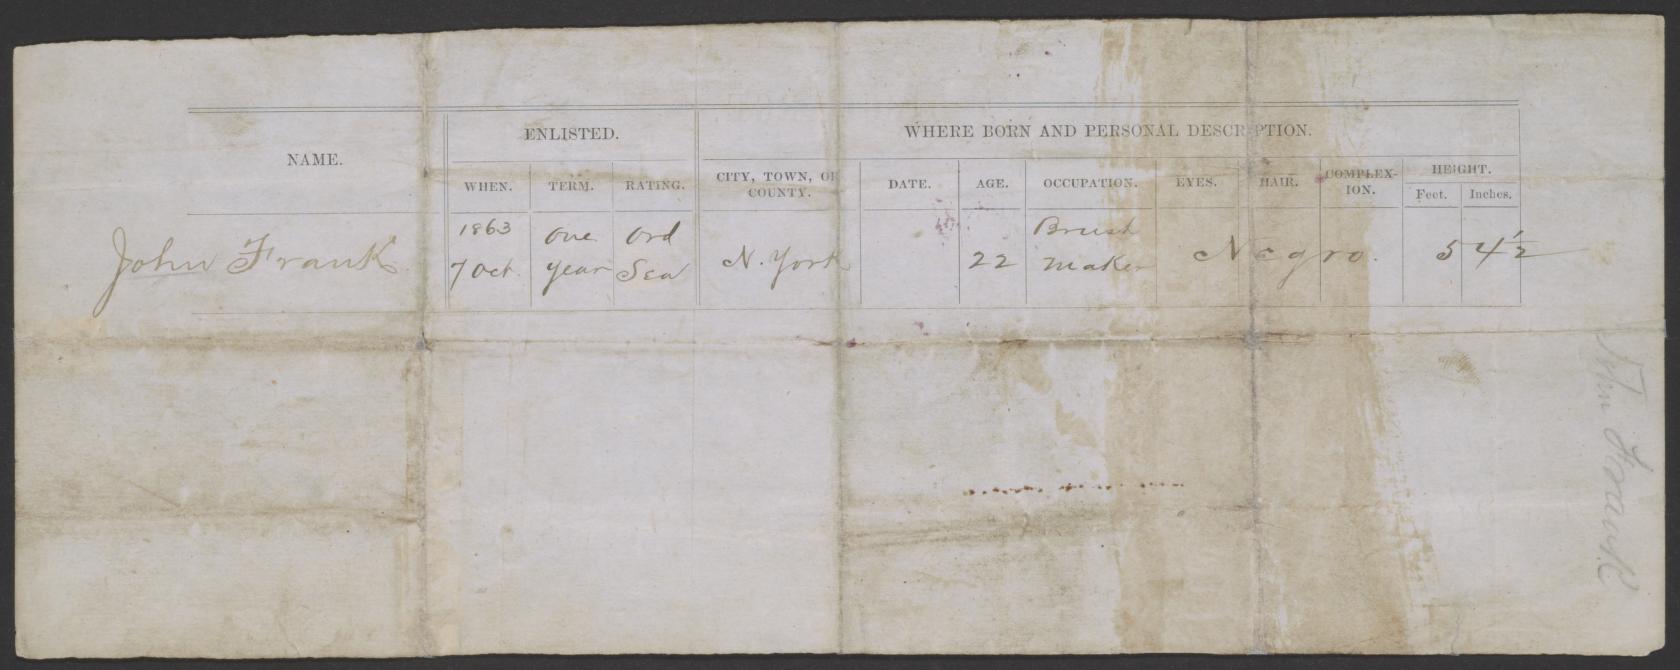 ENLISTED.
WHERE BORN AND PERSONAL DESCRIPTION.
NAME.
WHEN. TERM. RATING. CITY, TOWN, OR COUNTY. DATE. AGE. OCCUPATION. EYES. HAIR. COMPLEX-ION. HEIGHT.
Feet. Inches.
1863 One Ord Brush
John Frank 7 Oct. Year Sea N. York 22 Maker Negro. 5 4½
John Frank